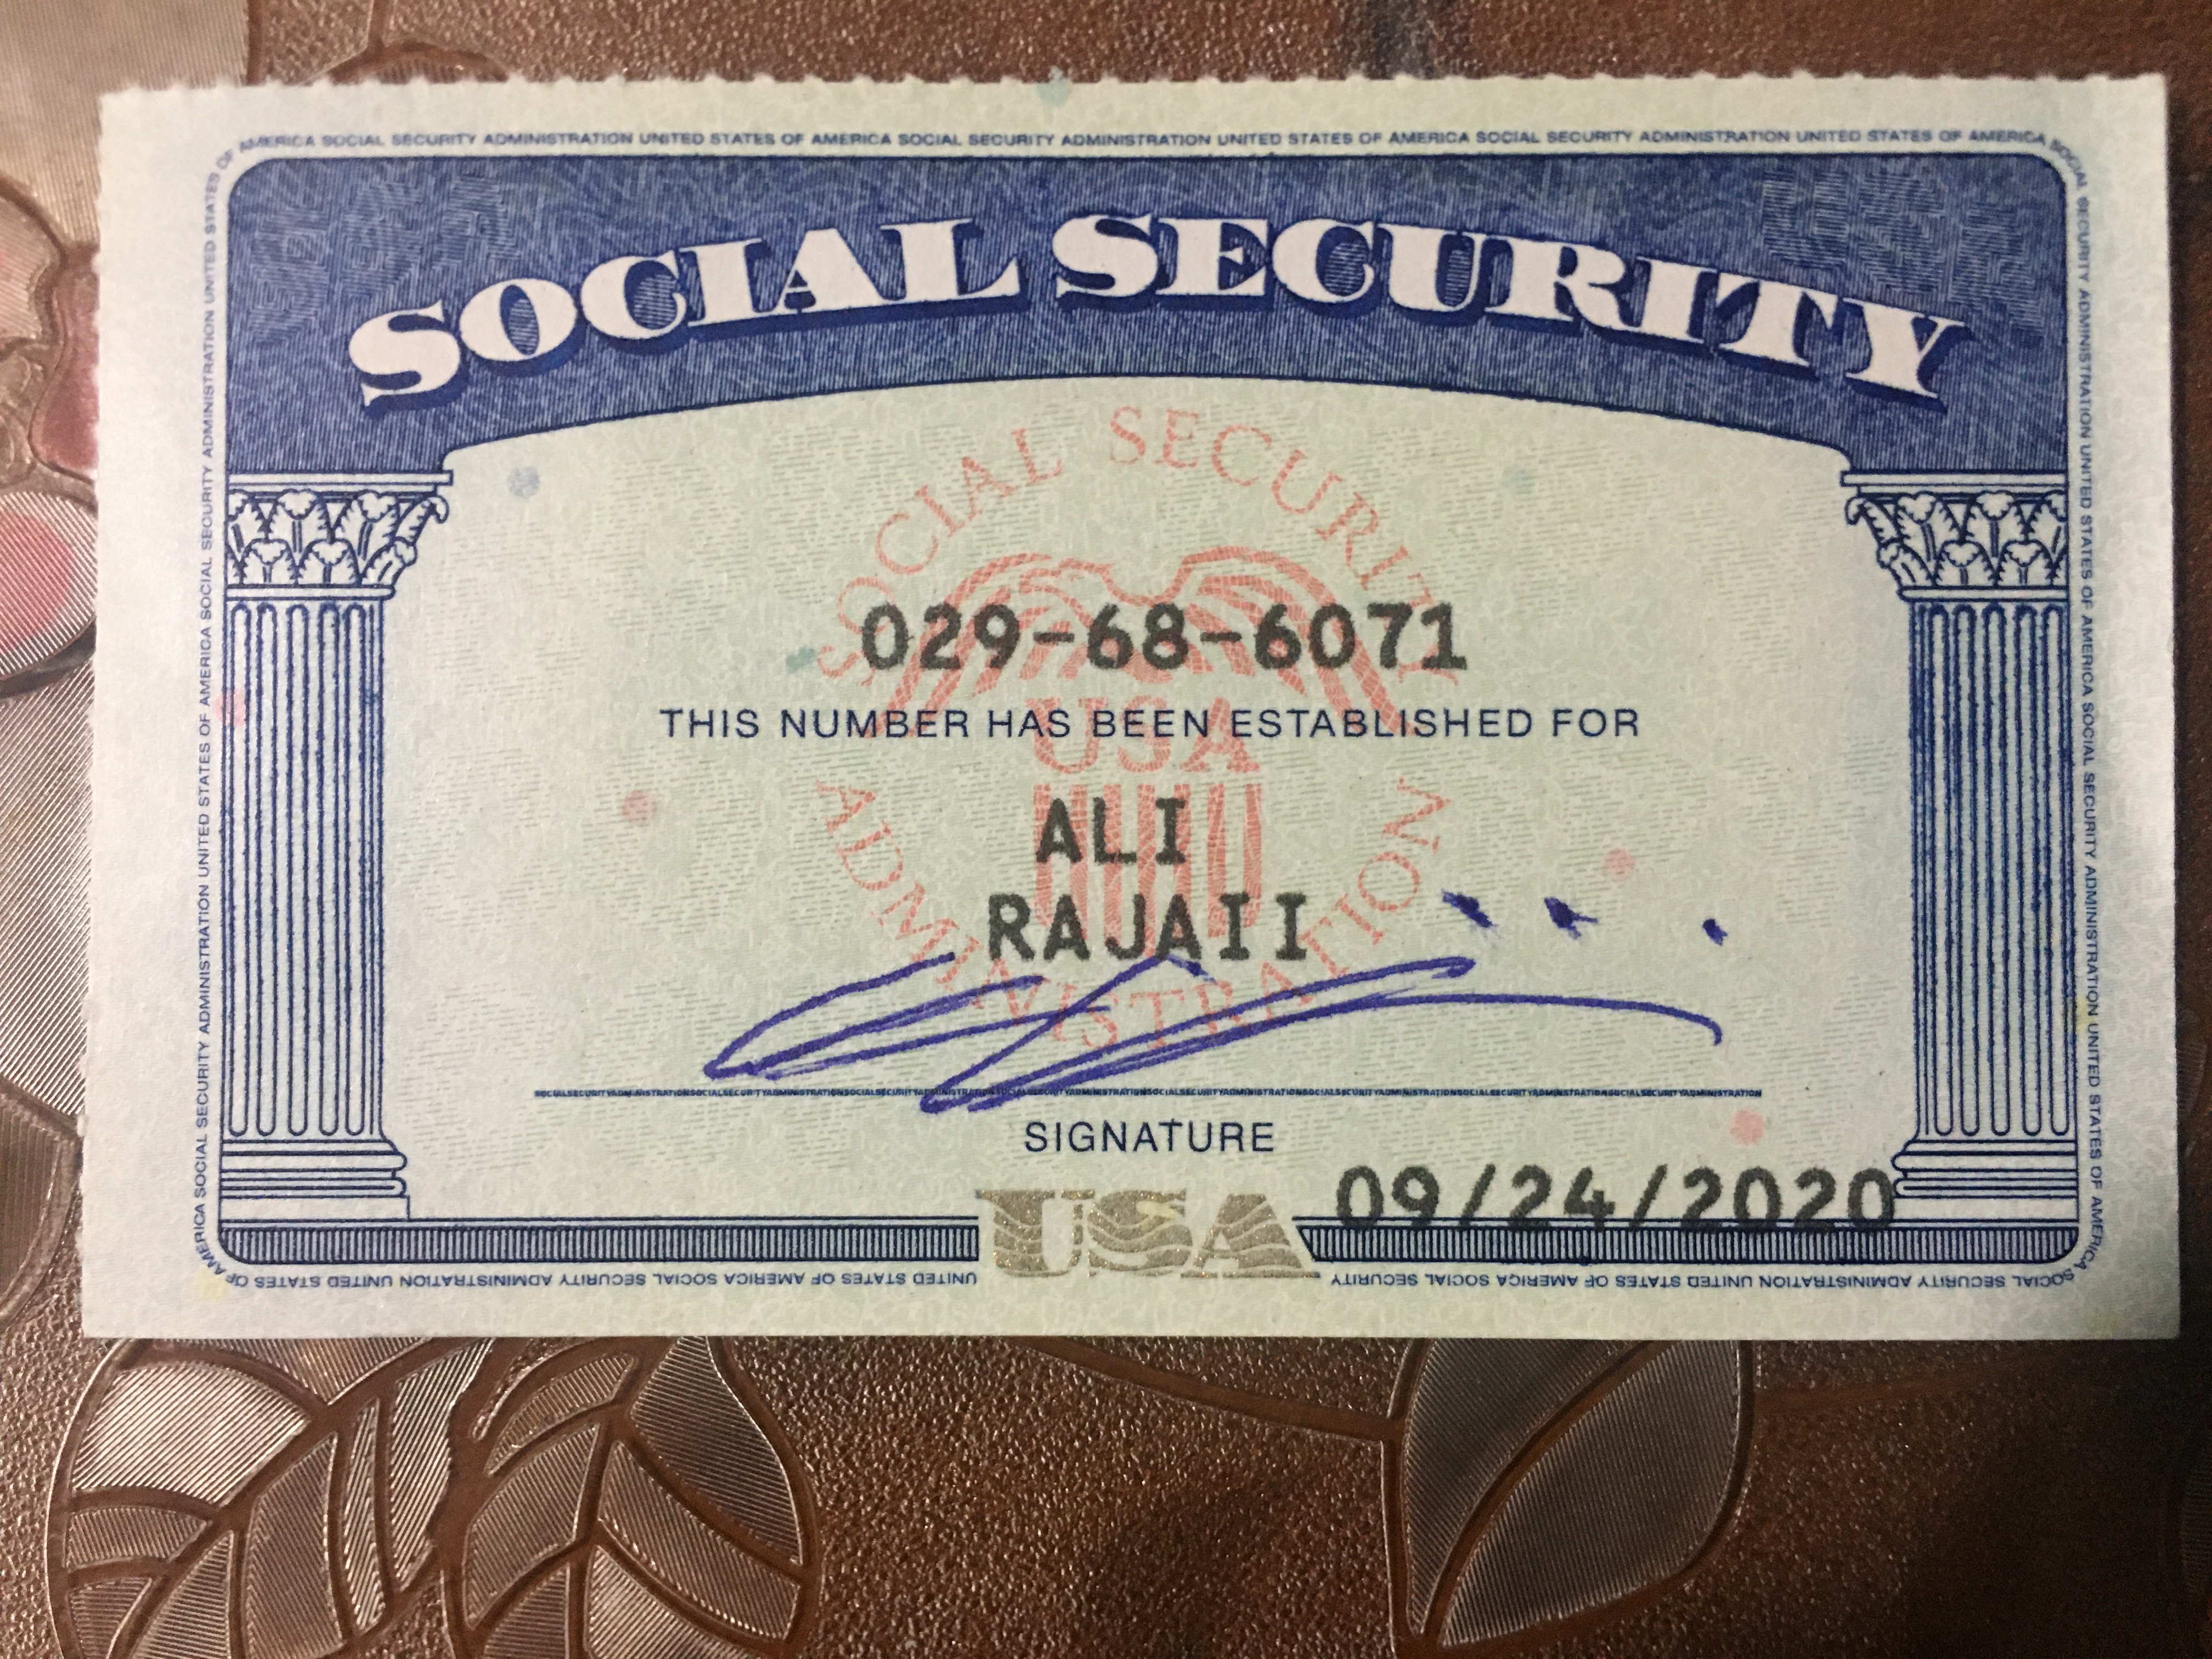 SOCIAL SECURITY
SOCIAL SECURITY
029-68-6071
THIS NUMBER HAS BEEN ESTABLISHED FOR
USA
ALI
RAJAII
ADMINISTRATION
SIGNATURE
USA 09/24/2020
UNITED STATES OF AMERICA SOCIAL SECURITY